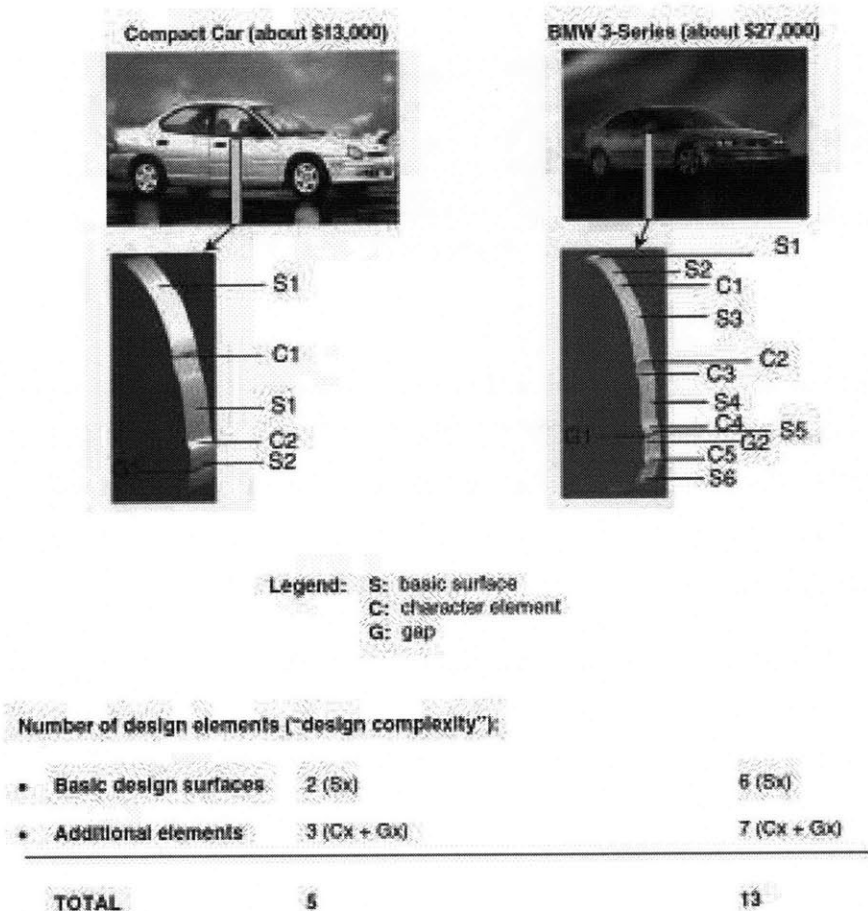 Compact Car (about $13,000)
BMW 3-Series (about $27,000)
S1
C1
S1
C2
S2
G1
S1
S2
C1
S3
C2
C3
S4
C4
S5
G1
G2
C5
S6
Legend: S: basic surface
C: character element
G: gap
Number of design elements ("design complexity"):
• Basic design surfaces 2 (Sx) 6 (Sx)
• Additional elements 3 (Cx + Gx) 7 (Cx + Gx)
TOTAL 5 13